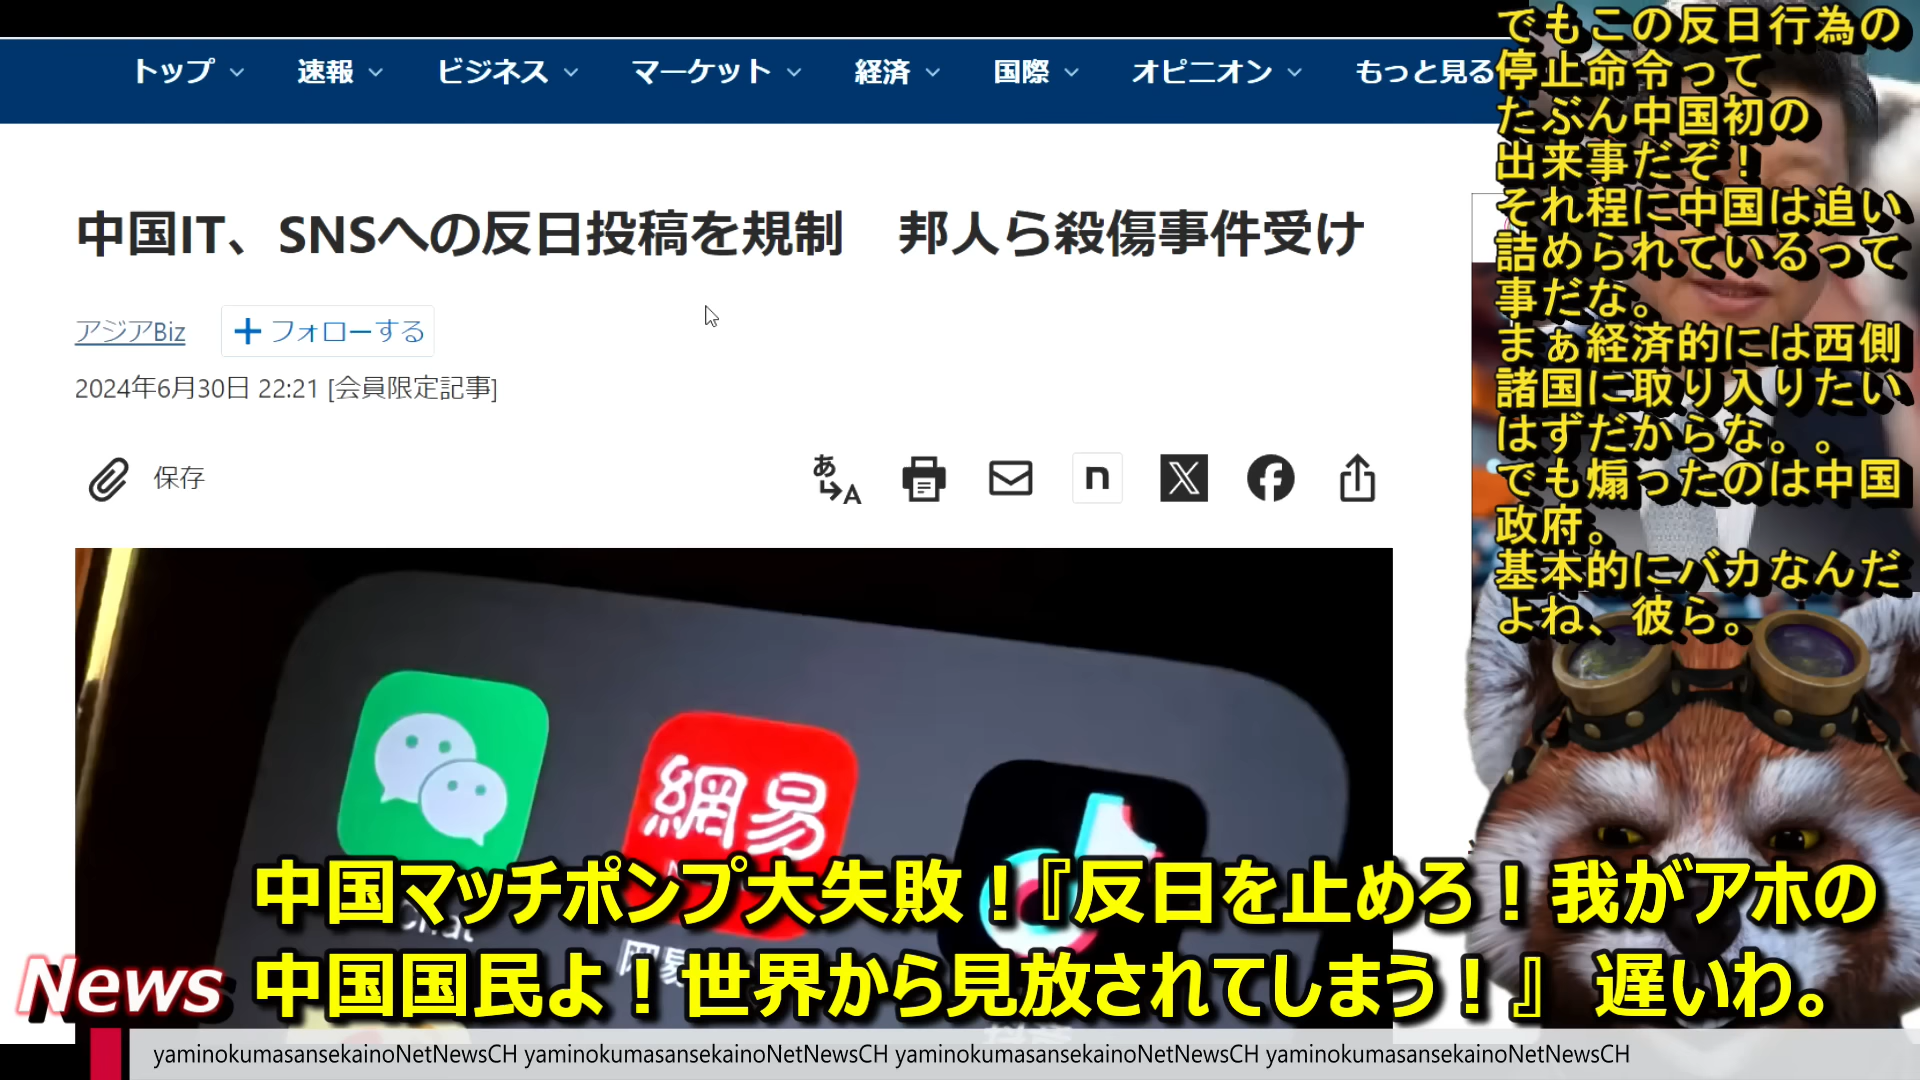 トップ 速報 ビジネス マーケット 経済 国際 オピニオン もっと見る
中国IT、SNSへの反日投稿を規制　邦人ら殺傷事件受け
アジアBiz
フォローする
2024年6月30日 22:21 [会員限定記事]
保存
あ
A
n
網易
でもこの反日行為の
停止命令って
たぶん中国初の
出来事だぞ！
それ程に中国は追い
詰められているって
事だな。
まぁ経済的には西側
諸国に取り入りたい
はずだからな。。
でも煽ったのは中国
政府。
基本的にバカなんだ
よね、彼ら。
中国マッチポンプ大失敗！『反日を止めろ！我がアホの
News
中国国民よ！世界から見放されてしまう！』 遅いわ。
yaminokumasansekainoNetNewsCH yaminokumasansekainoNetNewsCH yaminokumasansekainoNetNewsCH yaminokumasansekainoNetNewsCH